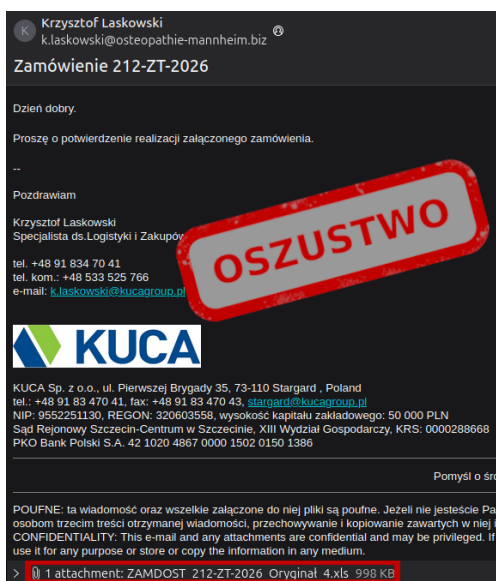 K
Krzysztof Laskowski
k.laskowski@osteopathie-mannheim.biz
Zamówienie 212-ZT-2026
Dzień dobry.
Proszę o potwierdzenie realizacji załączonego zamówienia.
--
Pozdrawiam
Krzysztof Laskowski
Specjalista ds.Logistyki i Zakupów
OSZUSTWO
tel. +48 91 834 70 41
tel. kom.: +48 533 525 766
e-mail: k.laskowski@kucagroup.pl
KUCA
KUCA Sp. z o.o., ul. Pierwszej Brygady 35, 73-110 Stargard , Poland
tel.: +48 91 83 470 41, fax: +48 91 83 470 43, stargard@kucagroup.pl
NIP: 9552251130, REGON: 320603558, wysokość kapitału zakładowego: 50 000 PLN
Sąd Rejonowy Szczecin-Centrum w Szczecinie, XIII Wydział Gospodarczy, KRS: 0000288668
PKO Bank Polski S.A. 42 1020 4867 0000 1502 0150 1386
Pomyśl o śro
POUFNE: ta wiadomość oraz wszelkie załączone do niej pliki są poufne. Jeżeli nie jesteście Pa
osobom trzecim treści otrzymanej wiadomości, przechowywanie i kopiowanie zawartych w niej i
CONFIDENTIALITY: This e-mail and any attachments are confidential and may be privileged. If
use it for any purpose or store or copy the information in any medium.
1 attachment: ZAMDOST_212-ZT-2026_Oryginał_4.xls 998 KB